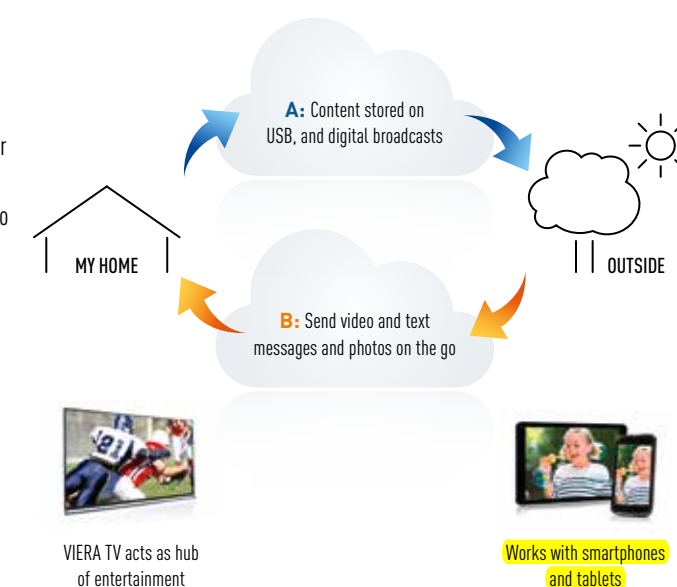 A: Content stored on
USB, and digital broadcasts
r
o
MY HOME
OUTSIDE
B: Send video and text
messages and photos on the go
VIERA TV acts as hub
of entertainment
Works with smartphones
and tablets